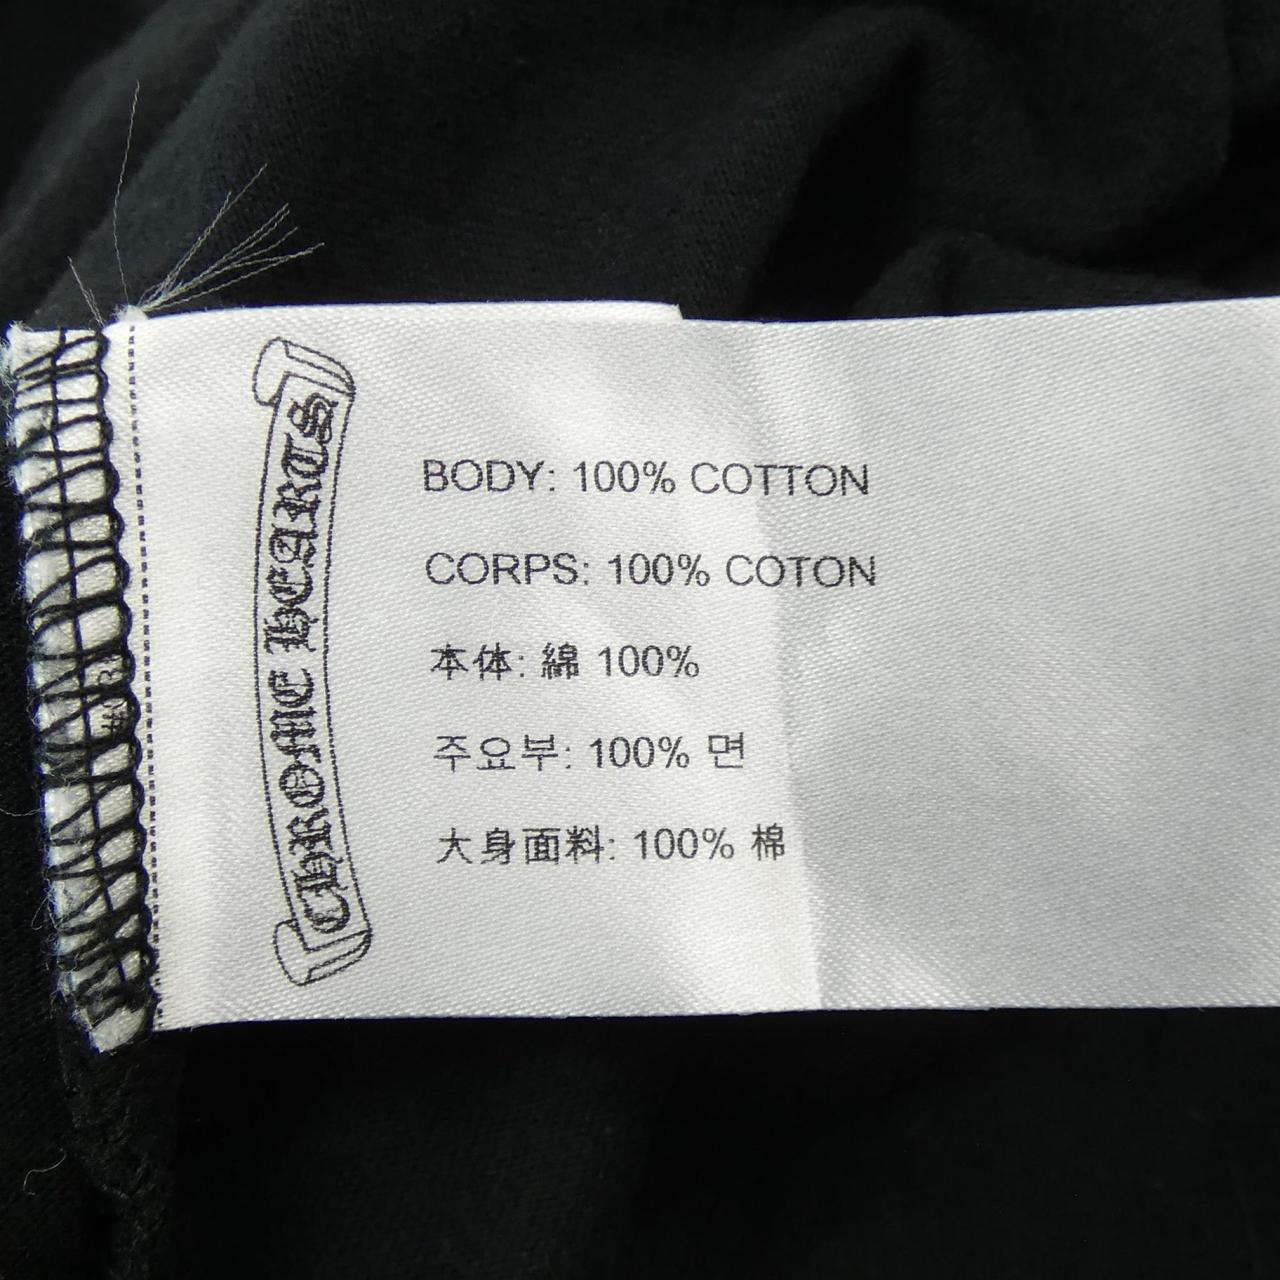 CHROME HEARTS
BODY: 100% COTTON
CORPS: 100% COTON
本体: 綿 100%
주요부: 100% 면
大身面料: 100% 棉